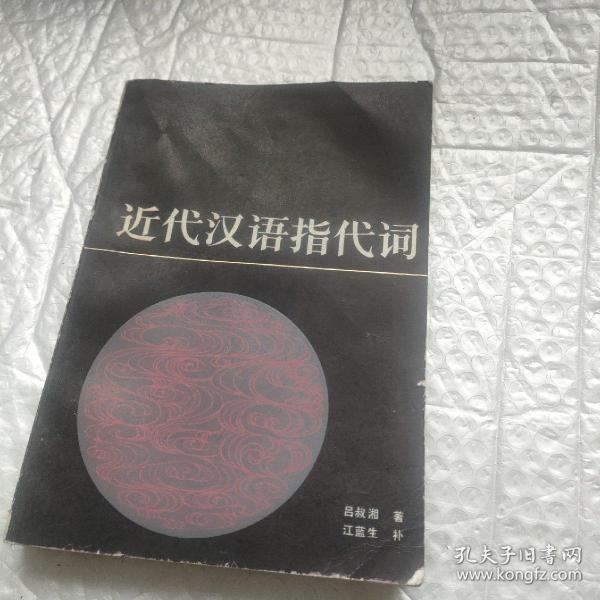 近代汉语指代词
吕叔湘 著
江蓝生 补
孔夫子旧书网
www.kongfz.com